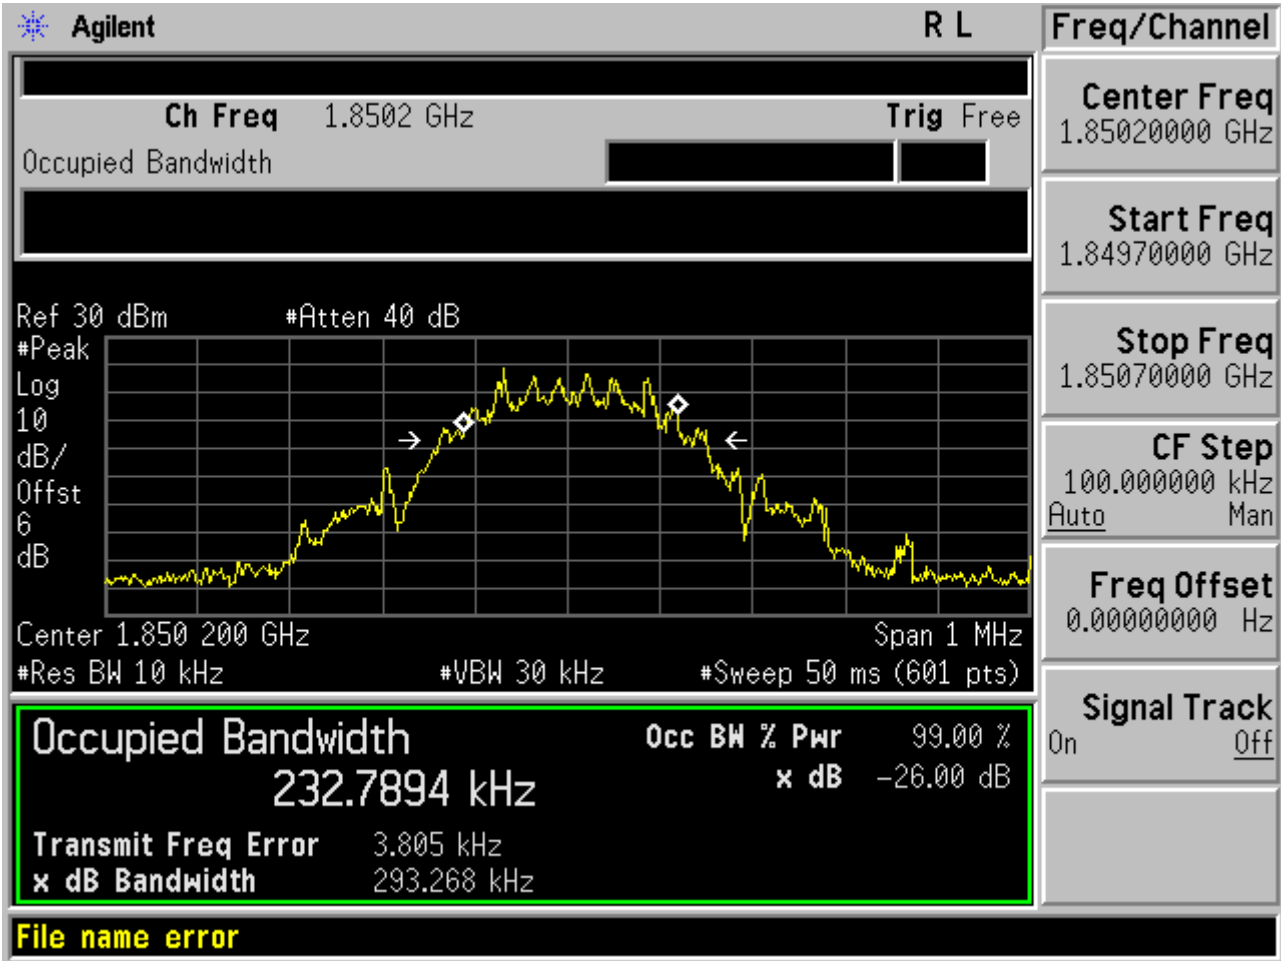 Agilent R L
Freq/Channel
Ch Freq 1.8502 GHz Trig Free
Occupied Bandwidth
Center Freq
1.85020000 GHz
Start Freq
1.84970000 GHz
Stop Freq
1.85070000 GHz
CF Step
100.000000 kHz
Auto Man
Freq Offset
0.00000000 Hz
Signal Track
On Off
Ref 30 dBm #Atten 40 dB
#Peak
Log
10
dB/
Offst
6
dB
Center 1.850 200 GHz Span 1 MHz
#Res BW 10 kHz #VBW 30 kHz #Sweep 50 ms (601 pts)
Occupied Bandwidth
232.7894 kHz
Occ BW % Pwr 99.00 %
x dB -26.00 dB
Transmit Freq Error 3.805 kHz
x dB Bandwidth 293.268 kHz
File name error